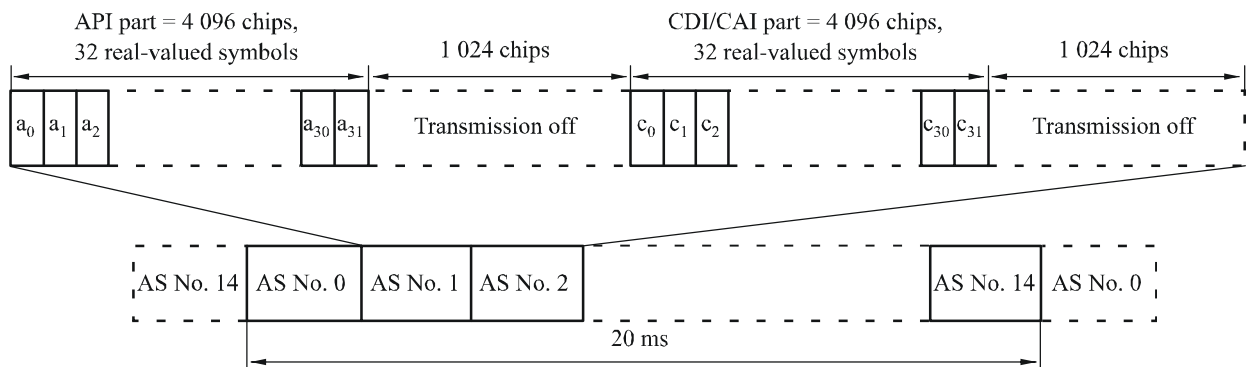 API part = 4 096 chips,
32 real-valued symbols
1 024 chips
CDI/CAI part = 4 096 chips,
32 real-valued symbols
1 024 chips
a0 a1 a2 a30 a31 Transmission off c0 c1 c2 c30 c31 Transmission off
AS No. 14 AS No. 0 AS No. 1 AS No. 2 AS No. 14 AS No. 0
20 ms